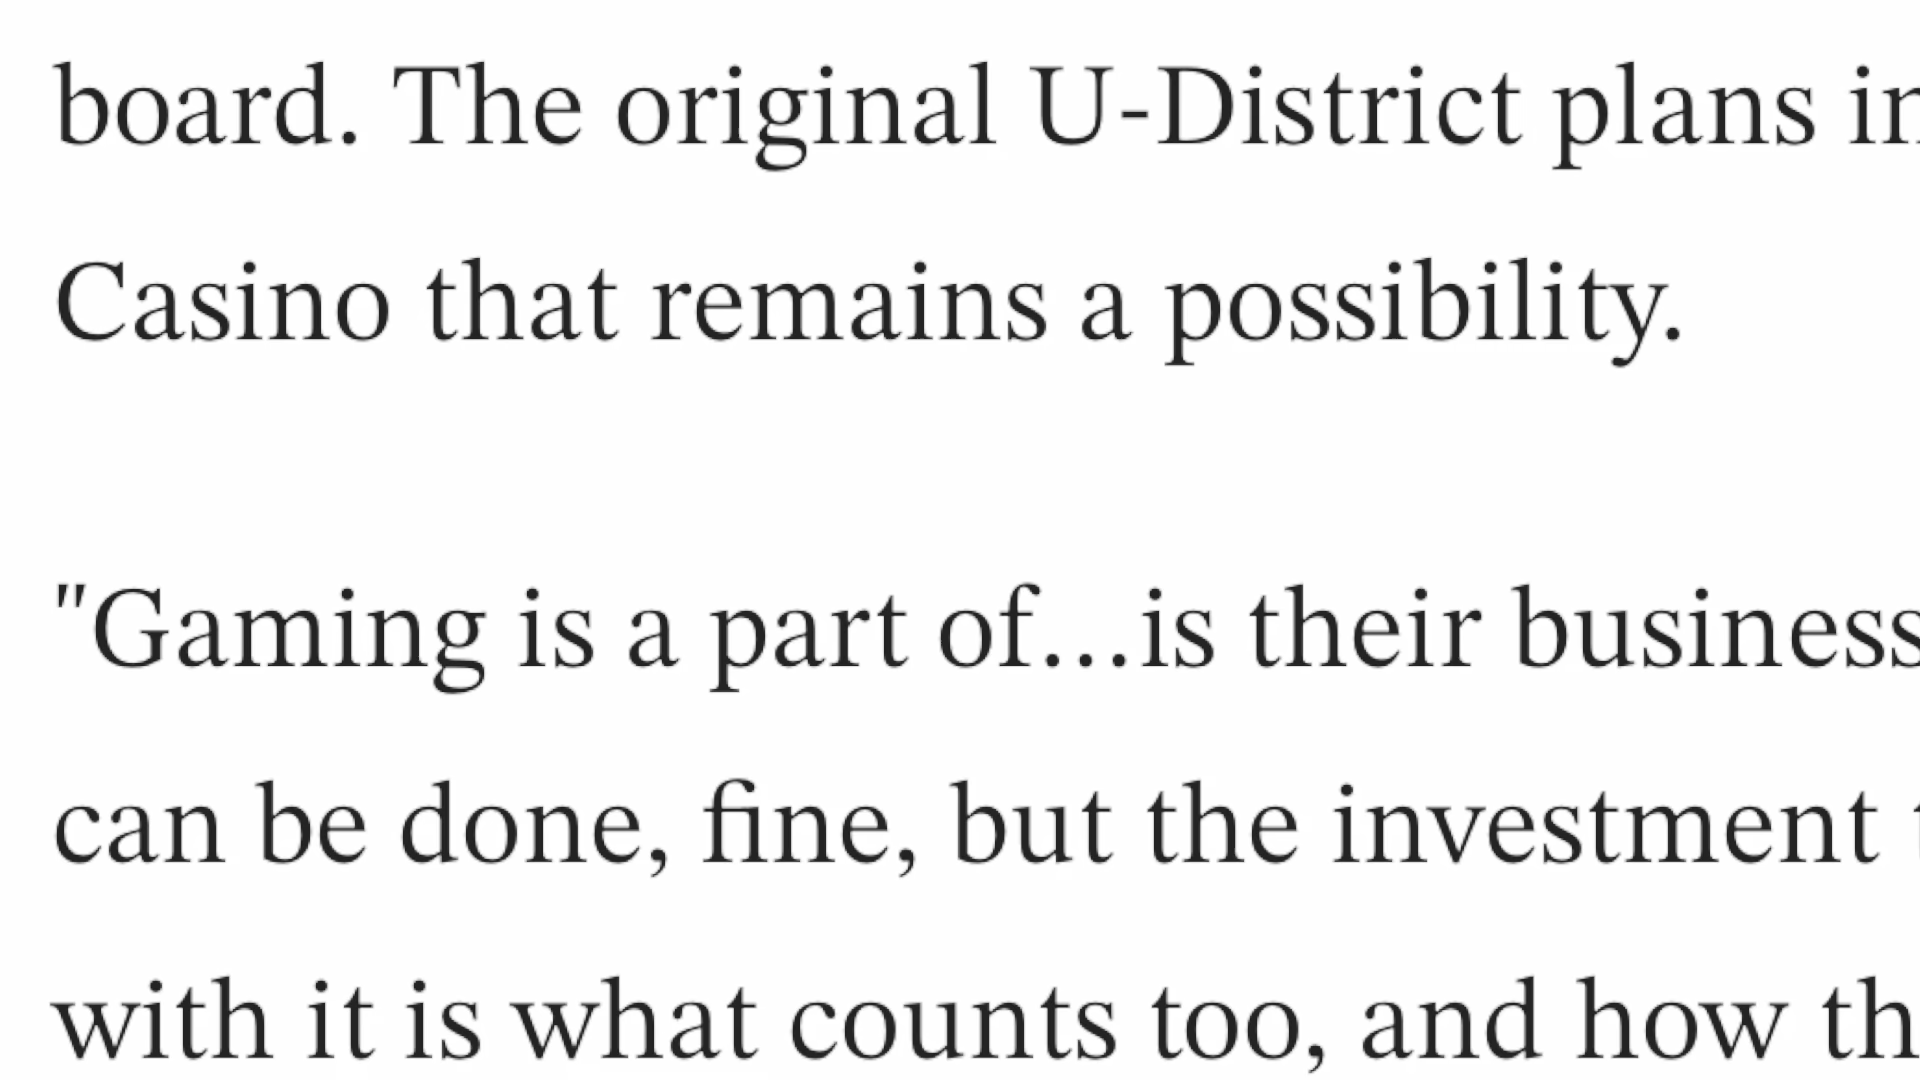 board. The original U-District plans in
Casino that remains a possibility.
"Gaming is a part of...is their business
can be done, fine, but the investment
with it is what counts too, and how th